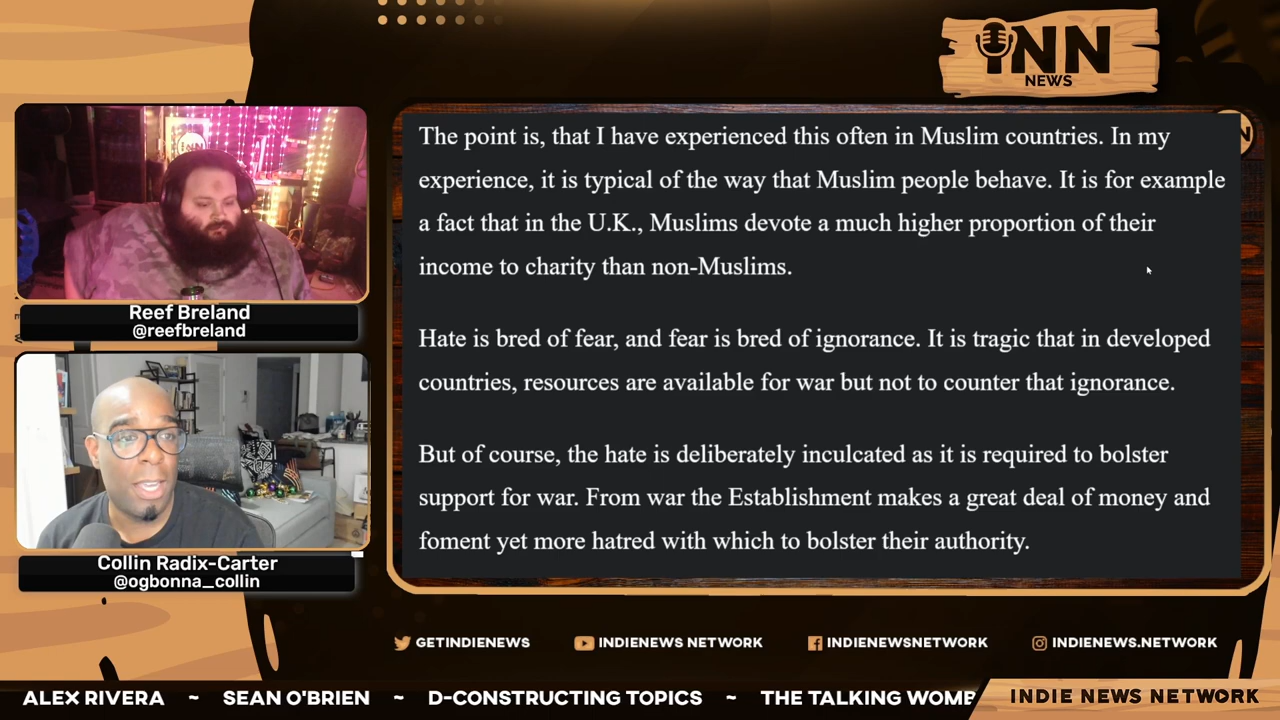 INN
NEWS
The point is, that I have experienced this often in Muslim countries. In my
experience, it is typical of the way that Muslim people behave. It is for example
a fact that in the U.K., Muslims devote a much higher proportion of their
income to charity than non-Muslims.
Hate is bred of fear, and fear is bred of ignorance. It is tragic that in developed
countries, resources are available for war but not to counter that ignorance.
But of course, the hate is deliberately inculcated as it is required to bolster
support for war. From war the Establishment makes a great deal of money and
foment yet more hatred with which to bolster their authority.
Reef Breland
@reefbreland
Collin Radix-Carter
@ogbonna_collin
GETINDIENEWS
INDIENEWS NETWORK
INDIENEWSNETWORK
INDIENEWS.NETWORK
ALEX RIVERA ~ SEAN O'BRIEN ~ D-CONSTRUCTING TOPICS ~ THE TALKING WOMB
INDIE NEWS NETWORK